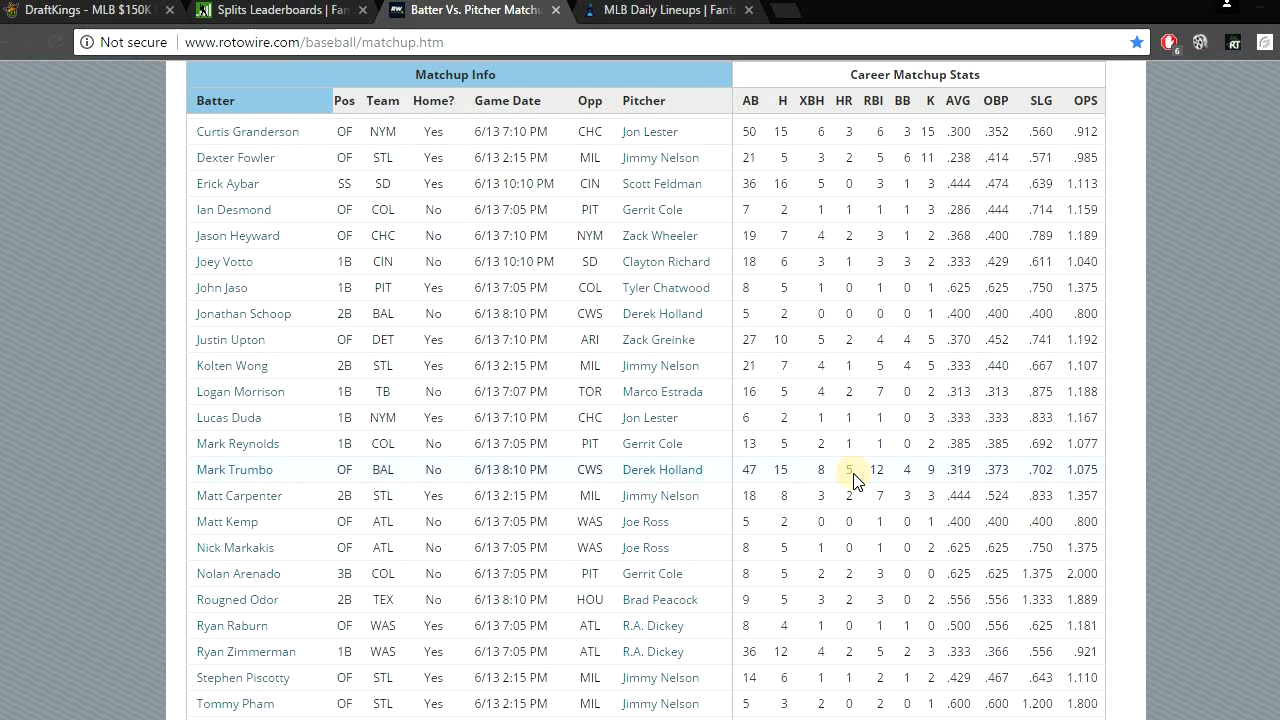 DraftKings - MLB $150K
Splits Leaderboards | Fan
Batter Vs. Pitcher Matchu
MLB Daily Lineups | Fanta
Not secure www.rotowire.com/baseball/matchup.htm 6 RT
Matchup Info Career Matchup Stats
Batter Pos Team Home? Game Date Opp Pitcher AB H XBH HR RBI BB K AVG OBP SLG OPS
Curtis Granderson OF NYM Yes 6/13 7:10 PM CHC Jon Lester 50 15 6 3 6 3 15 .300 .352 .560 .912
Dexter Fowler OF STL Yes 6/13 2:15 PM MIL Jimmy Nelson 21 5 3 2 5 6 11 .238 .414 .571 .985
Erick Aybar SS SD Yes 6/13 10:10 PM CIN Scott Feldman 36 16 5 0 3 1 3 .444 .474 .639 1.113
Ian Desmond OF COL No 6/13 7:05 PM PIT Gerrit Cole 7 2 1 1 1 1 3 .286 .444 .714 1.159
Jason Heyward OF CHC No 6/13 7:10 PM NYM Zack Wheeler 19 7 4 2 3 1 2 .368 .400 .789 1.189
Joey Votto 1B CIN No 6/13 10:10 PM SD Clayton Richard 18 6 3 1 3 3 2 .333 .429 .611 1.040
John Jaso 1B PIT Yes 6/13 7:05 PM COL Tyler Chatwood 8 5 1 0 1 0 1 .625 .625 .750 1.375
Jonathan Schoop 2B BAL No 6/13 8:10 PM CWS Derek Holland 5 2 0 0 0 0 1 .400 .400 .400 .800
Justin Upton OF DET Yes 6/13 7:10 PM ARI Zack Greinke 27 10 5 2 4 4 5 .370 .452 .741 1.192
Kolten Wong 2B STL Yes 6/13 2:15 PM MIL Jimmy Nelson 21 7 4 1 5 4 5 .333 .440 .667 1.107
Logan Morrison 1B TB No 6/13 7:07 PM TOR Marco Estrada 16 5 4 2 7 0 2 .313 .313 .875 1.188
Lucas Duda 1B NYM Yes 6/13 7:10 PM CHC Jon Lester 6 2 1 1 1 0 3 .333 .333 .833 1.167
Mark Reynolds 1B COL No 6/13 7:05 PM PIT Gerrit Cole 13 5 2 1 1 0 2 .385 .385 .692 1.077
Mark Trumbo OF BAL No 6/13 8:10 PM CWS Derek Holland 47 15 8 5 12 4 9 .319 .373 .702 1.075
Matt Carpenter 2B STL Yes 6/13 2:15 PM MIL Jimmy Nelson 18 8 3 2 7 3 3 .444 .524 .833 1.357
Matt Kemp OF ATL No 6/13 7:05 PM WAS Joe Ross 5 2 0 0 1 0 1 .400 .400 .400 .800
Nick Markakis OF ATL No 6/13 7:05 PM WAS Joe Ross 8 5 1 0 1 0 2 .625 .625 .750 1.375
Nolan Arenado 3B COL No 6/13 7:05 PM PIT Gerrit Cole 8 5 2 2 3 0 0 .625 .625 1.375 2.000
Rougned Odor 2B TEX No 6/13 8:10 PM HOU Brad Peacock 9 5 3 2 3 0 2 .556 .556 1.333 1.889
Ryan Raburn OF WAS Yes 6/13 7:05 PM ATL R.A. Dickey 8 4 1 0 1 1 0 .500 .556 .625 1.181
Ryan Zimmerman 1B WAS Yes 6/13 7:05 PM ATL R.A. Dickey 36 12 4 2 5 2 3 .333 .366 .556 .921
Stephen Piscotty OF STL Yes 6/13 2:15 PM MIL Jimmy Nelson 14 6 1 1 2 1 2 .429 .467 .643 1.110
Tommy Pham OF STL Yes 6/13 2:15 PM MIL Jimmy Nelson 5 3 2 0 2 0 1 .600 .600 1.200 1.800